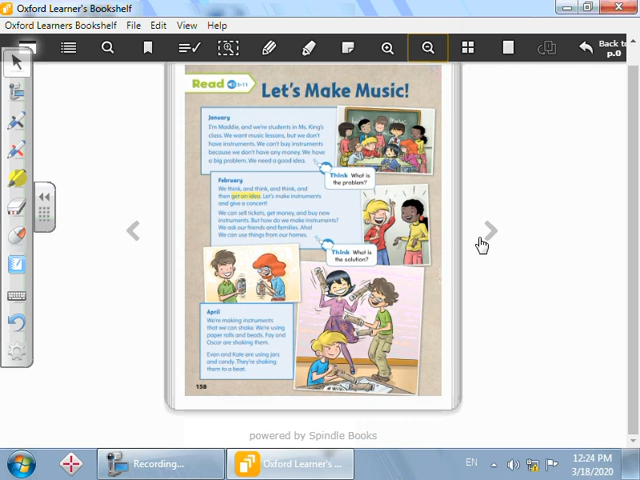 Oxford Learner's Bookshelf
Oxford Learners Bookshelf File Edit View Help
Back to
p.0
Read 3·11
Let's Make Music!
January
I'm Maddie, and we're students in Ms. King's
class. We want music lessons, but we don't
have instruments. We can't buy instruments
because we don't have any money. We have
a big problem. We need a good idea.
Think What is
the problem?
February
We think, and think, and think, and
then get an idea. Let's make instruments
and give a concert!
We can sell tickets, get money, and buy new
instruments. But how do we make instruments?
We ask our friends and families. Aha!
We can use things from our homes.
Think What is
the solution?
April
We're making instruments
that we can shake. We're using
paper rolls and beads. Fay and
Oscar are shaking them.
Evan and Kate are using jars
and candy. They're shaking
them to a beat.
158
powered by Spindle Books
Recording...
Oxford Learner's ...
EN
12:24 PM
3/18/2020